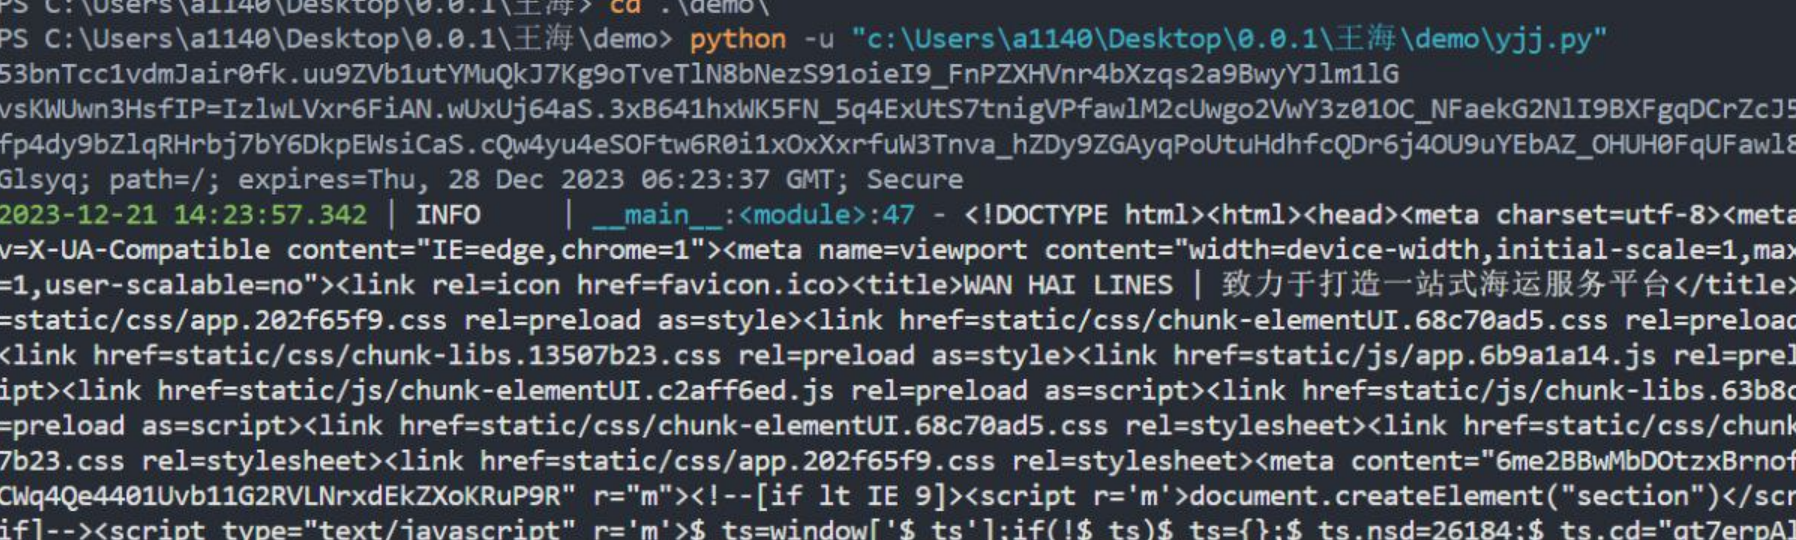 PS C:\Users\a1140\Desktop\0.0.1\王海> cd .\demo\
PS C:\Users\a1140\Desktop\0.0.1\王海\demo> python -u "c:\Users\a1140\Desktop\0.0.1\王海\demo\yjj.py"
53bnTcc1vdmJair0fk.uu9ZVb1utYMuQkJ7Kg9oTveTlN8bNezS91oieI9_FnPZXHVnr4bXzqs2a9BwyYJlm1lG
vsKWUwn3HsfIP=IzlwLVxr6FiAN.wUxUj64aS.3xB641hxWK5FN_5q4ExUtS7tnigVPfawlM2cUwgo2VwY3z01OC_NFaekG2NlI9BXFgqDCrZcJ5
fp4dy9bZlqRHrbj7bY6DkpEWsiCaS.cQw4yu4eSOFtw6R0i1xOxXxrfuW3Tnva_hZDy9ZGAyqPoUtuHdhfcQDr6j4OU9uYEbAZ_OHUH0FqUFawl8
Glsyq; path=/; expires=Thu, 28 Dec 2023 06:23:37 GMT; Secure
2023-12-21 14:23:57.342 | INFO     | __main__:<module>:47 - <!DOCTYPE html><html><head><meta charset=utf-8><meta
v=X-UA-Compatible content="IE=edge,chrome=1"><meta name=viewport content="width=device-width,initial-scale=1,max
=1,user-scalable=no"><link rel=icon href=favicon.ico><title>WAN HAI LINES | 致力于打造一站式海运服务平台</title>
=static/css/app.202f65f9.css rel=preload as=style><link href=static/css/chunk-elementUI.68c70ad5.css rel=preload
<link href=static/css/chunk-libs.13507b23.css rel=preload as=style><link href=static/js/app.6b9a1a14.js rel=prel
ipt><link href=static/js/chunk-elementUI.c2aff6ed.js rel=preload as=script><link href=static/js/chunk-libs.63b8c
=preload as=script><link href=static/css/chunk-elementUI.68c70ad5.css rel=stylesheet><link href=static/css/chunk
7b23.css rel=stylesheet><link href=static/css/app.202f65f9.css rel=stylesheet><meta content="6me2BBwMbDOtzxBrnof
CWq4Qe4401Uvb11G2RVLNrxdEkZXoKRuP9R" r="m"><!--[if lt IE 9]><script r='m'>document.createElement("section")</scr
if]--><script type="text/javascript" r='m'>$_ts=window['$_ts'];if(!$_ts)$_ts={};$_ts.nsd=26184;$_ts.cd="qt7erpAl